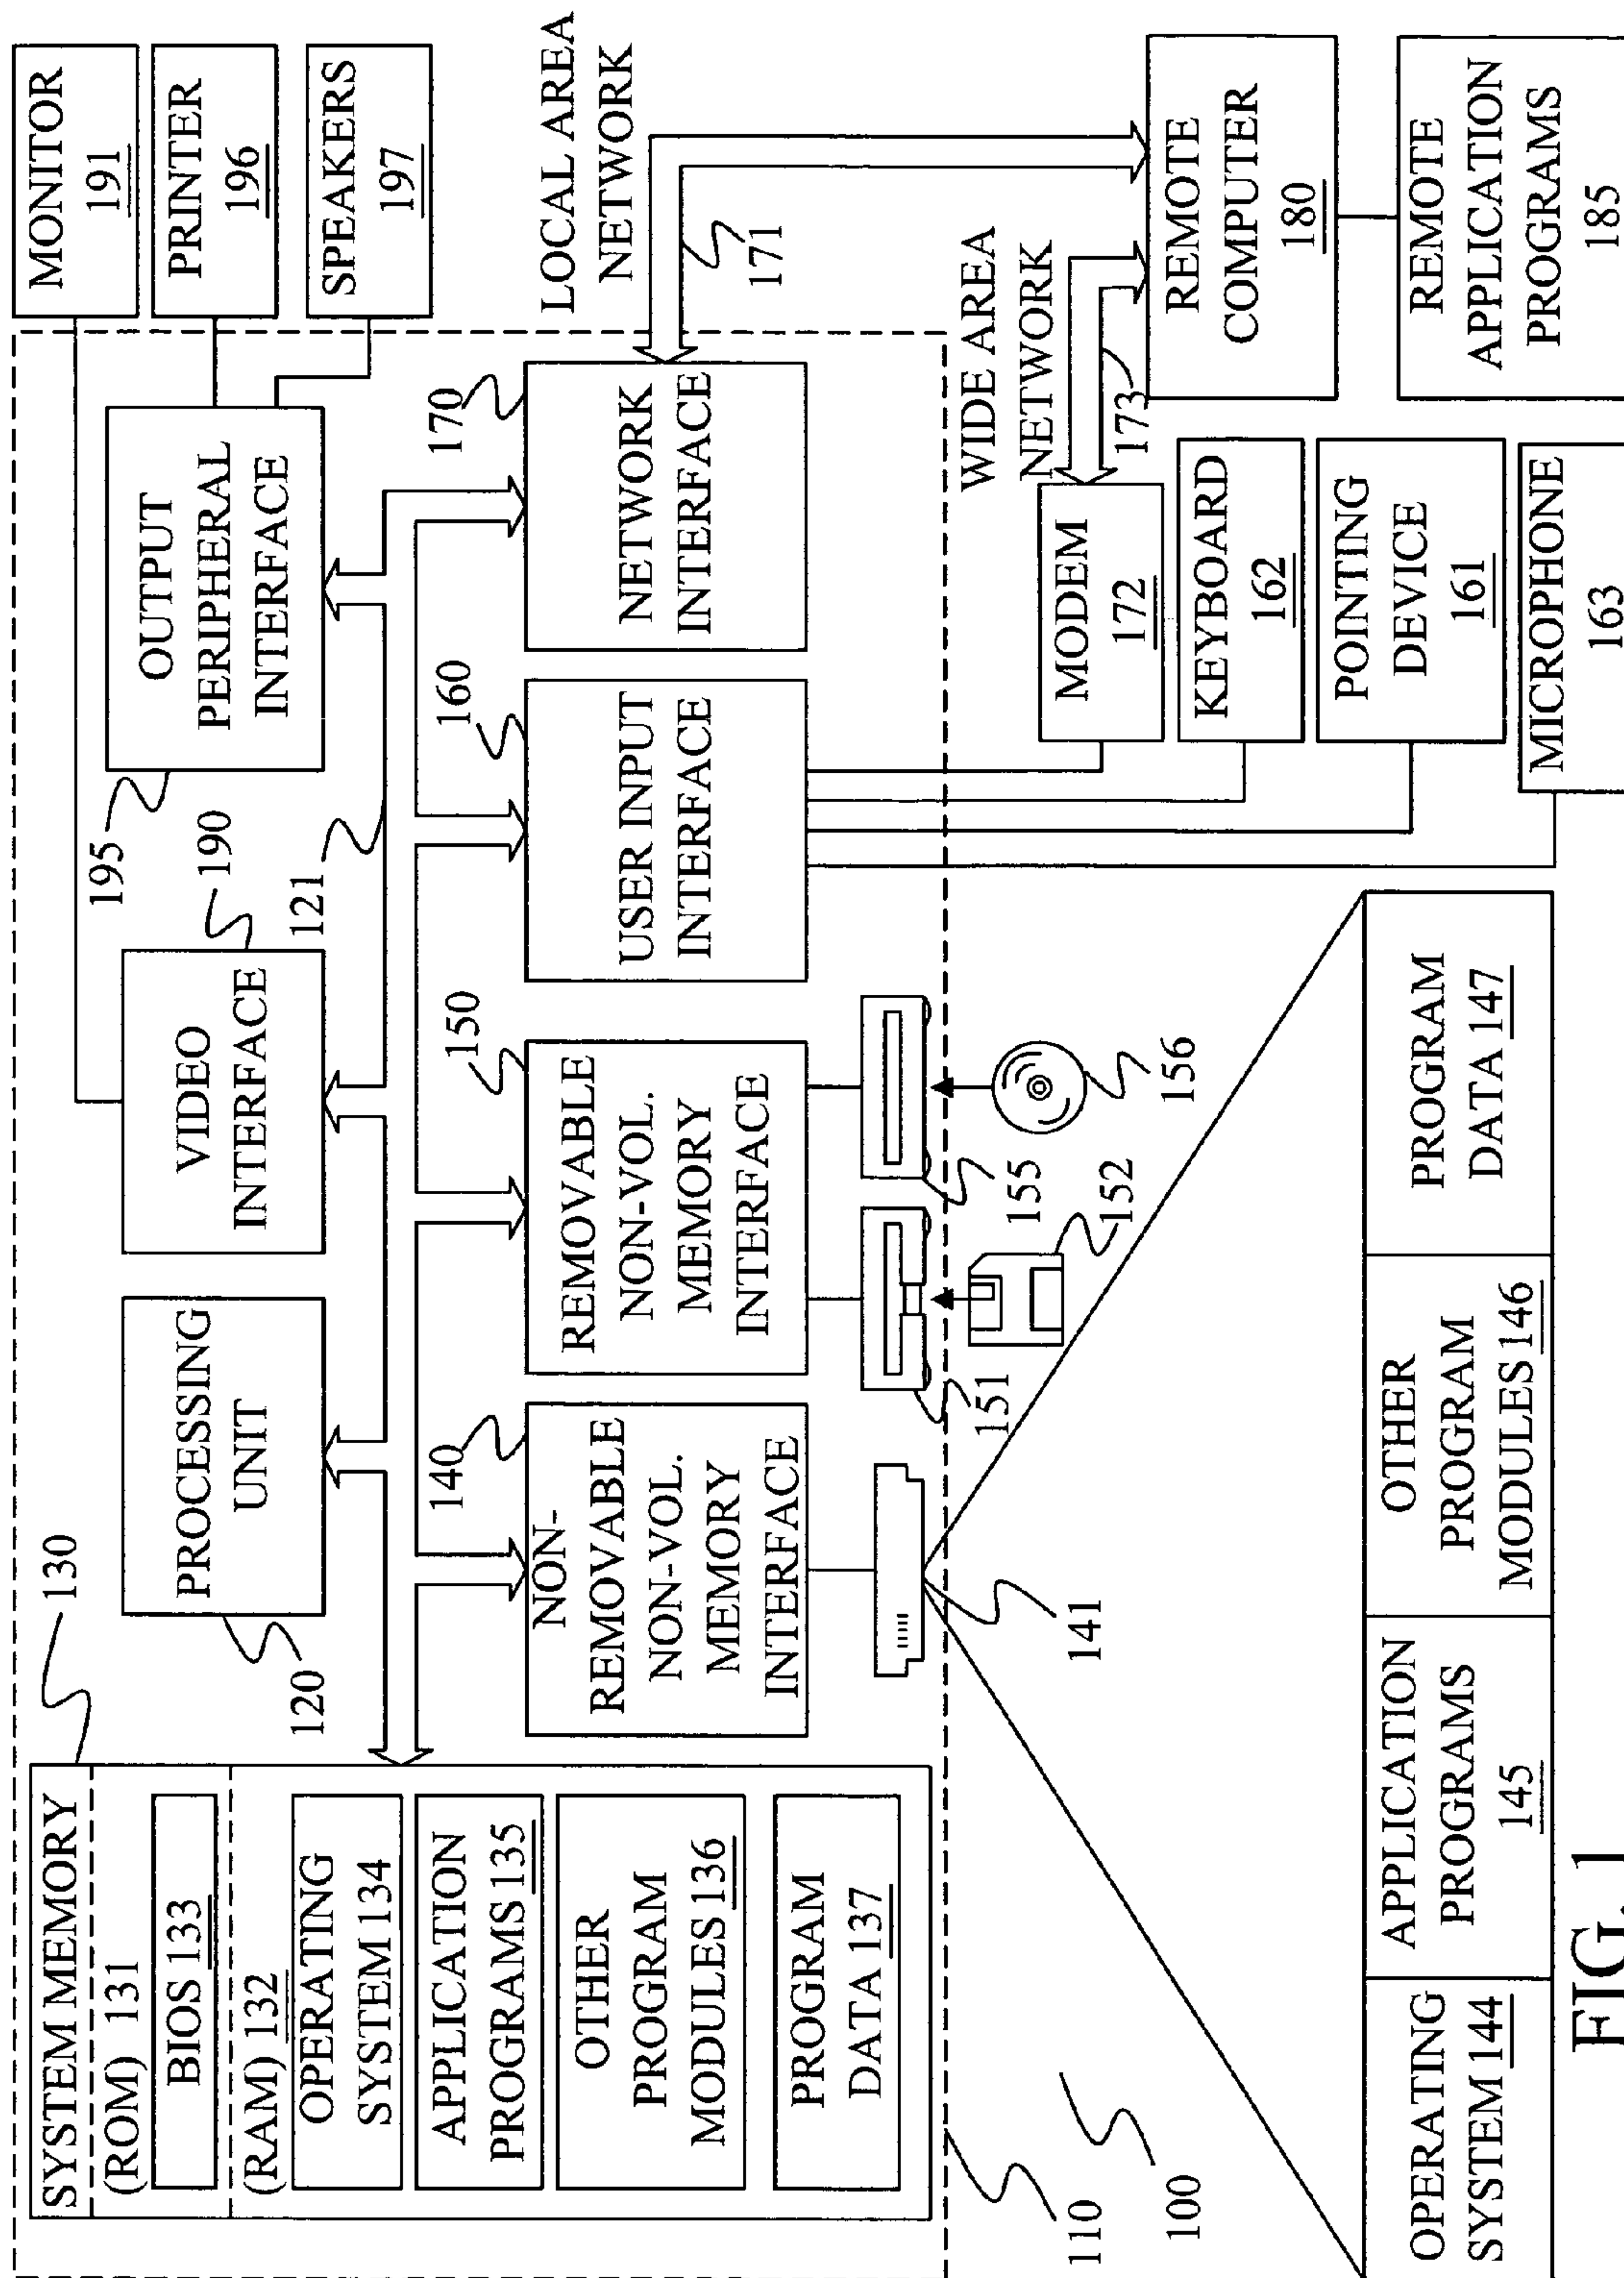 SYSTEM MEMORY
(ROM) 131
BIOS 133
(RAM) 132
OPERATING
SYSTEM 134
APPLICATION
PROGRAMS 135
OTHER
PROGRAM
MODULES 136
PROGRAM
DATA 137
130
PROCESSING
UNIT
120
VIDEO
INTERFACE
190
121
OUTPUT
PERIPHERAL
INTERFACE
195
MONITOR
191
PRINTER
196
SPEAKERS
197
NON-
REMOVABLE
NON-VOL.
MEMORY
INTERFACE
140
REMOVABLE
NON-VOL.
MEMORY
INTERFACE
150
USER INPUT
INTERFACE
160
NETWORK
INTERFACE
170
LOCAL AREA
NETWORK
171
141
151
152
155
156
WIDE AREA
NETWORK
173
MODEM
172
KEYBOARD
162
POINTING
DEVICE
161
MICROPHONE
163
REMOTE
COMPUTER
180
REMOTE
APPLICATION
PROGRAMS
185
110
100
OPERATING
SYSTEM 144
APPLICATION
PROGRAMS
145
OTHER
PROGRAM
MODULES 146
PROGRAM
DATA 147
FIG. 1